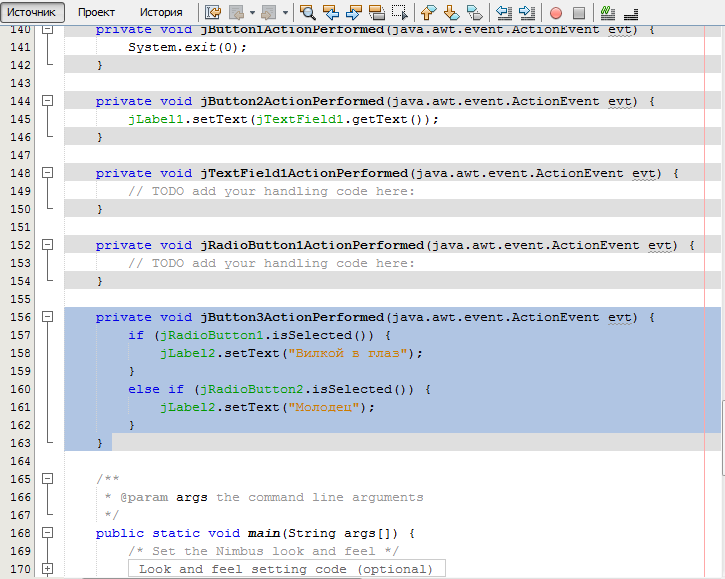 Источник Проект История
140 private void jButton1ActionPerformed(java.awt.event.ActionEvent evt) {
141 System.exit(0);
142 }
143
144 private void jButton2ActionPerformed(java.awt.event.ActionEvent evt) {
145 jLabel1.setText(jTextField1.getText());
146 }
147
148 private void jTextField1ActionPerformed(java.awt.event.ActionEvent evt) {
149 // TODO add your handling code here:
150 }
151
152 private void jRadioButton1ActionPerformed(java.awt.event.ActionEvent evt) {
153 // TODO add your handling code here:
154 }
155
156 private void jButton3ActionPerformed(java.awt.event.ActionEvent evt) {
157 if (jRadioButton1.isSelected()) {
158 jLabel2.setText("Вилкой в глаз");
159 }
160 else if (jRadioButton2.isSelected()) {
161 jLabel2.setText("Молодец");
162 }
163 }
164
165 /**
166 * @param args the command line arguments
167 */
168 public static void main(String args[]) {
169 /* Set the Nimbus look and feel */
170 Look and feel setting code (optional)